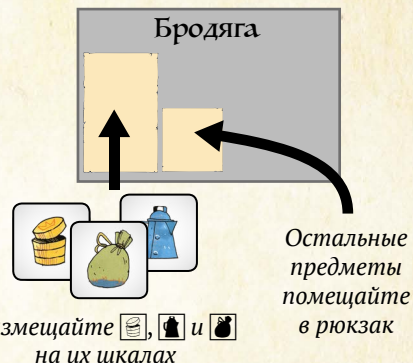 Бродяга
Остальные
предметы
помещайте
в рюкзак
змещайте , и
на их шкалах